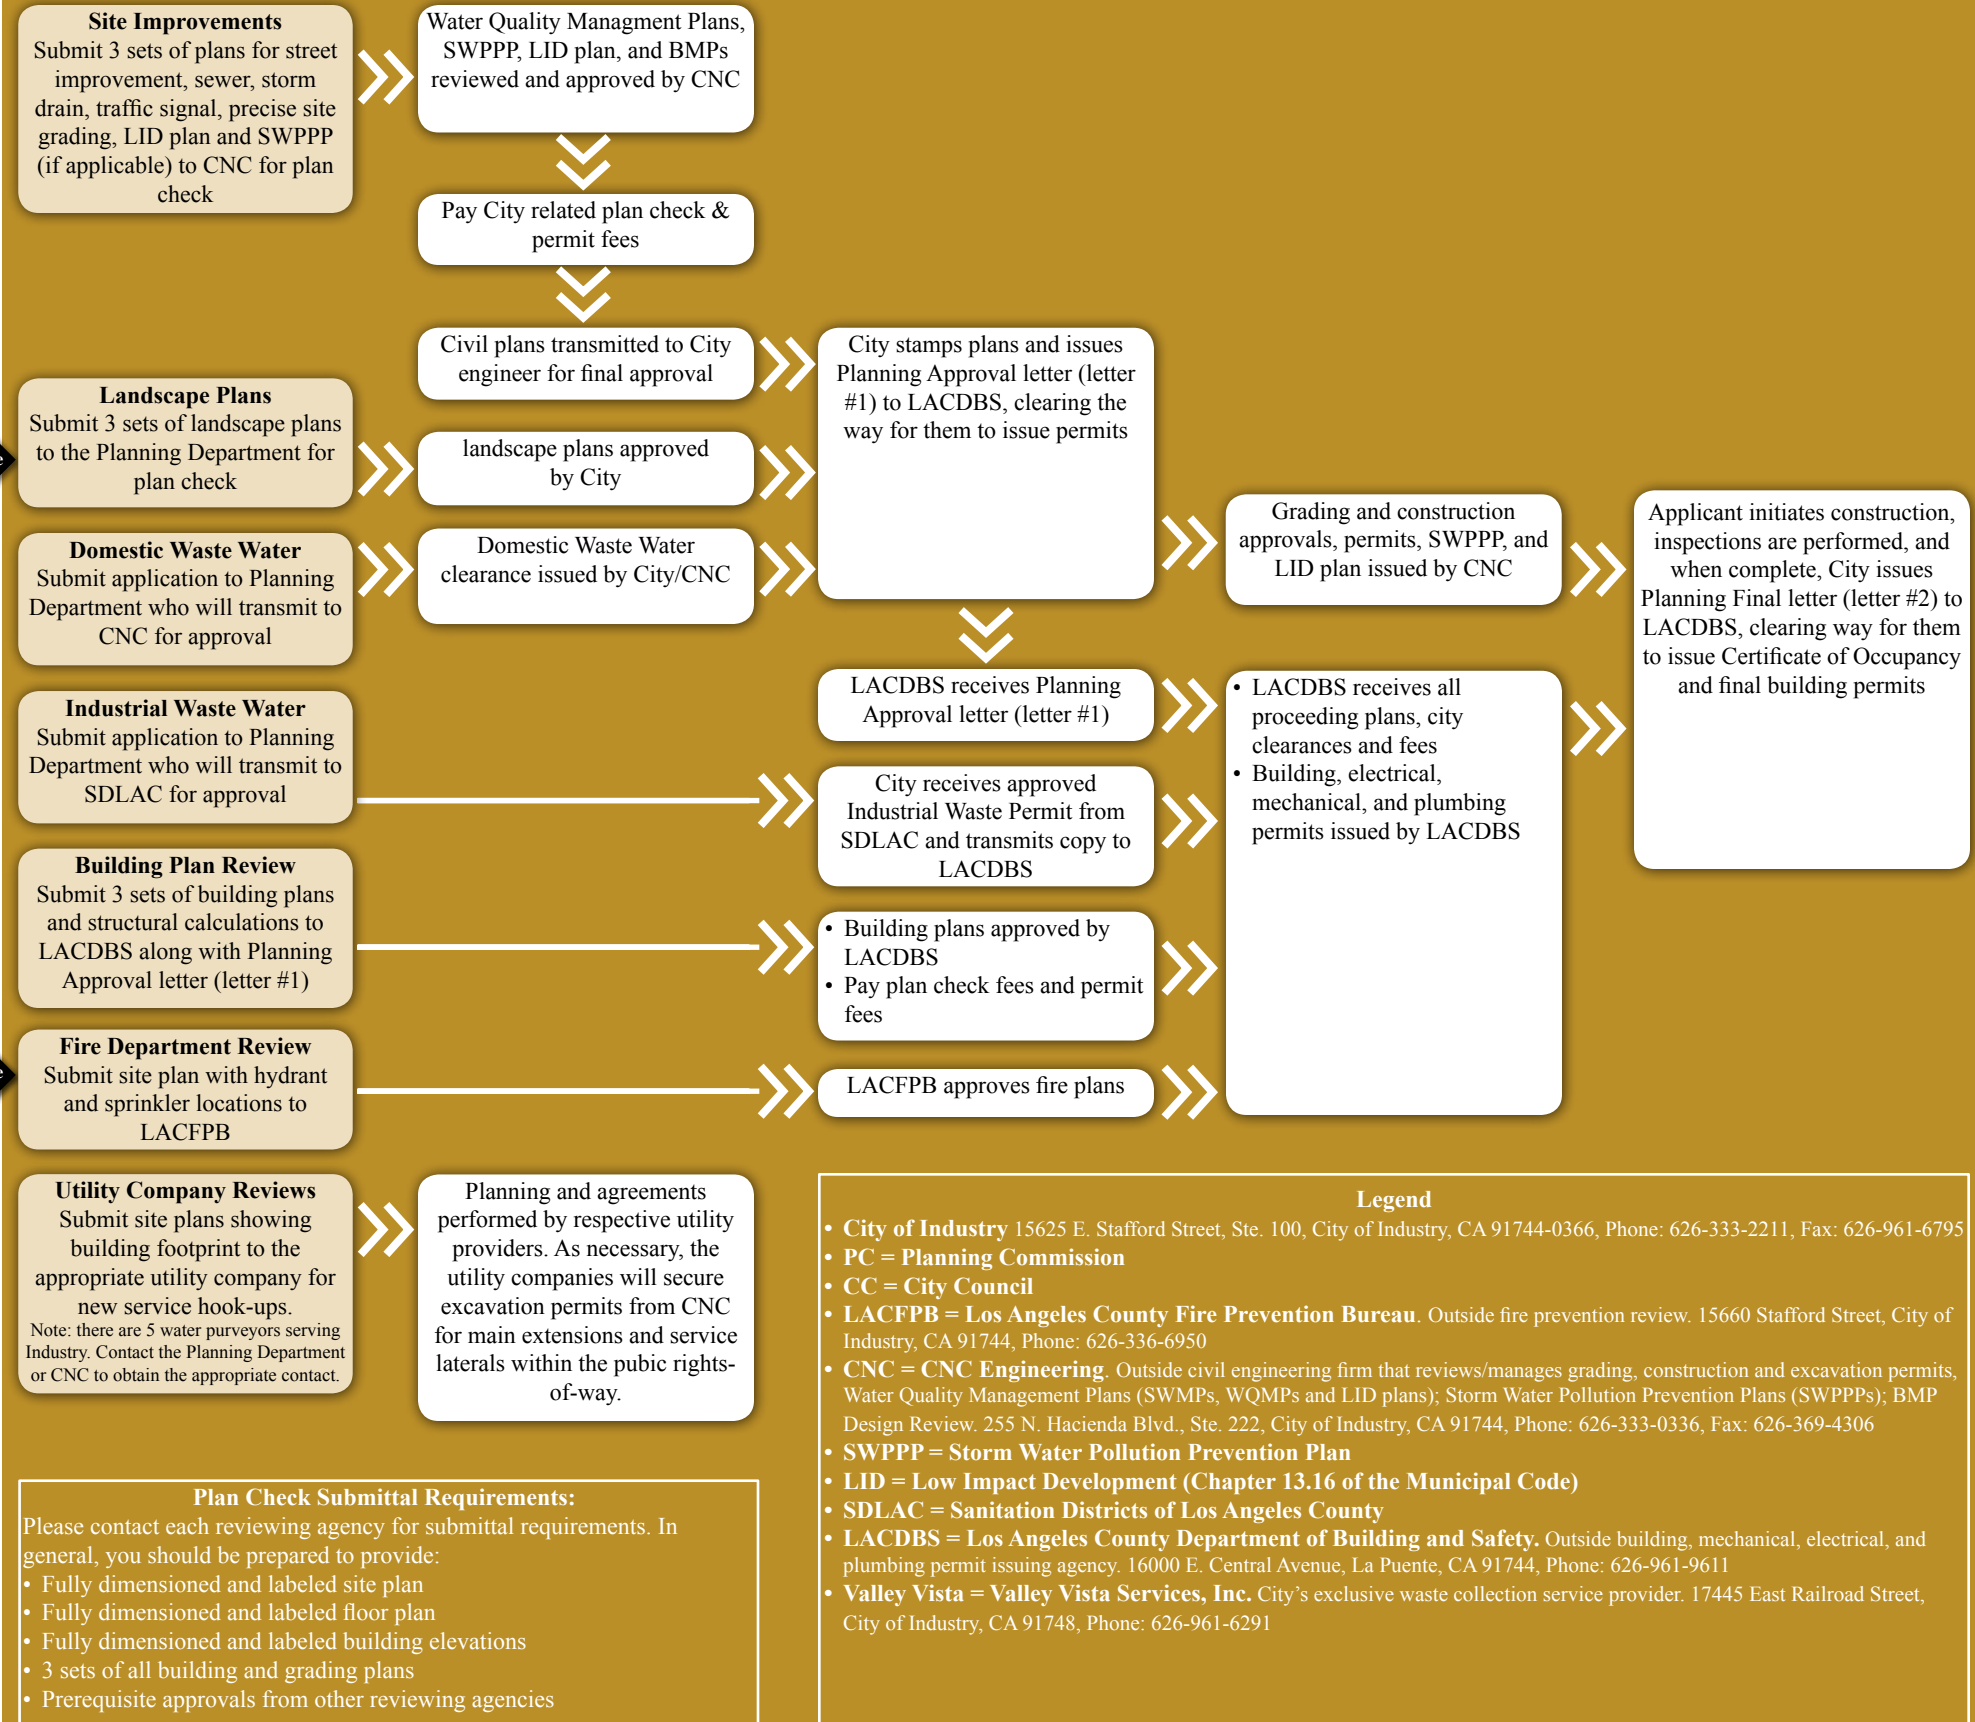 Site Improvements
Submit 3 sets of plans for street
improvement, sewer, storm
drain, traffic signal, precise site
grading, LID plan and SWPPP
(if applicable) to CNC for plan
check
Water Quality Managment Plans,
SWPPP, LID plan, and BMPs
reviewed and approved by CNC
Pay City related plan check &
permit fees
Civil plans transmitted to City
engineer for final approval
City stamps plans and issues
Planning Approval letter (letter
#1) to LACDBS, clearing the
way for them to issue permits
Landscape Plans
Submit 3 sets of landscape plans
to the Planning Department for
plan check
landscape plans approved
by City
Domestic Waste Water
Submit application to Planning
Department who will transmit to
CNC for approval
Domestic Waste Water
clearance issued by City/CNC
Grading and construction
approvals, permits, SWPPP, and
LID plan issued by CNC
Applicant initiates construction,
inspections are performed, and
when complete, City issues
Planning Final letter (letter #2) to
LACDBS, clearing way for them
to issue Certificate of Occupancy
and final building permits
Industrial Waste Water
Submit application to Planning
Department who will transmit to
SDLAC for approval
LACDBS receives Planning
Approval letter (letter #1)
City receives approved
Industrial Waste Permit from
SDLAC and transmits copy to
LACDBS
• LACDBS receives all
proceeding plans, city
clearances and fees
• Building, electrical,
mechanical, and plumbing
permits issued by LACDBS
Building Plan Review
Submit 3 sets of building plans
and structural calculations to
LACDBS along with Planning
Approval letter (letter #1)
• Building plans approved by
LACDBS
• Pay plan check fees and permit
fees
Fire Department Review
Submit site plan with hydrant
and sprinkler locations to
LACFPB
LACFPB approves fire plans
Utility Company Reviews
Submit site plans showing
building footprint to the
appropriate utility company for
new service hook-ups.
Note: there are 5 water purveyors serving
Industry. Contact the Planning Department
or CNC to obtain the appropriate contact.
Planning and agreements
performed by respective utility
providers. As necessary, the
utility companies will secure
excavation permits from CNC
for main extensions and service
laterals within the pubic rights-
of-way.
Plan Check Submittal Requirements:
Please contact each reviewing agency for submittal requirements. In
general, you should be prepared to provide:
• Fully dimensioned and labeled site plan
• Fully dimensioned and labeled floor plan
• Fully dimensioned and labeled building elevations
• 3 sets of all building and grading plans
• Prerequisite approvals from other reviewing agencies
Legend
• City of Industry 15625 E. Stafford Street, Ste. 100, City of Industry, CA 91744-0366, Phone: 626-333-2211, Fax: 626-961-6795
• PC = Planning Commission
• CC = City Council
• LACFPB = Los Angeles County Fire Prevention Bureau. Outside fire prevention review. 15660 Stafford Street, City of
Industry, CA 91744, Phone: 626-336-6950
• CNC = CNC Engineering. Outside civil engineering firm that reviews/manages grading, construction and excavation permits,
Water Quality Management Plans (SWMPs, WQMPs and LID plans); Storm Water Pollution Prevention Plans (SWPPPs); BMP
Design Review. 255 N. Hacienda Blvd., Ste. 222, City of Industry, CA 91744, Phone: 626-333-0336, Fax: 626-369-4306
• SWPPP = Storm Water Pollution Prevention Plan
• LID = Low Impact Development (Chapter 13.16 of the Municipal Code)
• SDLAC = Sanitation Districts of Los Angeles County
• LACDBS = Los Angeles County Department of Building and Safety. Outside building, mechanical, electrical, and
plumbing permit issuing agency. 16000 E. Central Avenue, La Puente, CA 91744, Phone: 626-961-9611
• Valley Vista = Valley Vista Services, Inc. City’s exclusive waste collection service provider. 17445 East Railroad Street,
City of Industry, CA 91748, Phone: 626-961-6291